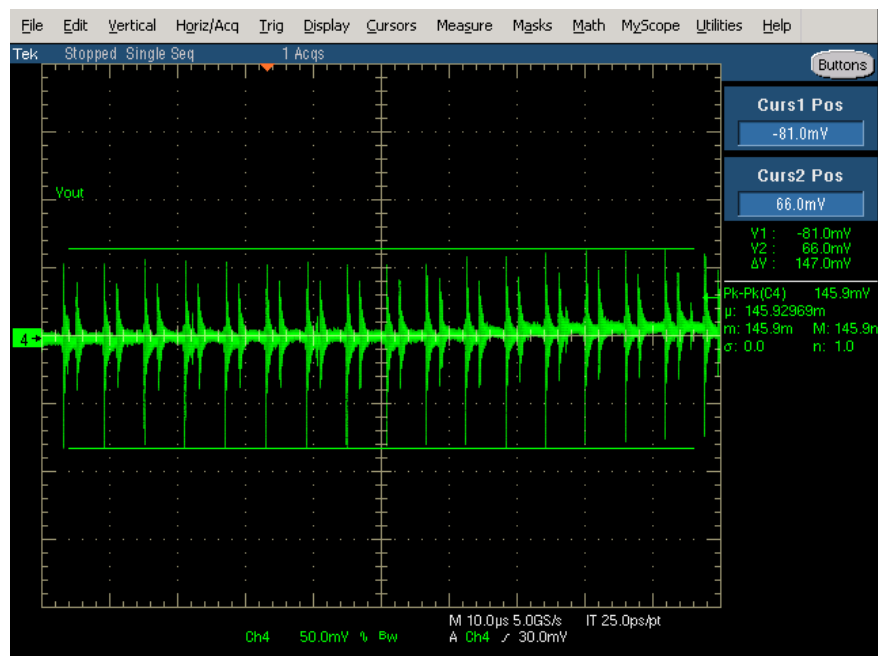 File Edit Vertical Horiz/Acq Trig Display Cursors Measure Masks Math MyScope Utilities Help
Tek Stopped Single Seq 1 Acqs
Buttons
Curs1 Pos
-81.0mV
Curs2 Pos
66.0mV
Vout
V1 : -81.0mV
V2 : 66.0mV
ΔV : 147.0mV
Pk-Pk(C4) 145.9mV
µ: 145.92969m
m: 145.9m M: 145.9n
σ: 0.0 n: 1.0
4
M 10.0µs 5.0GS/s IT 25.0ps/pt
Ch4 50.0mV Bw A Ch4 30.0mV